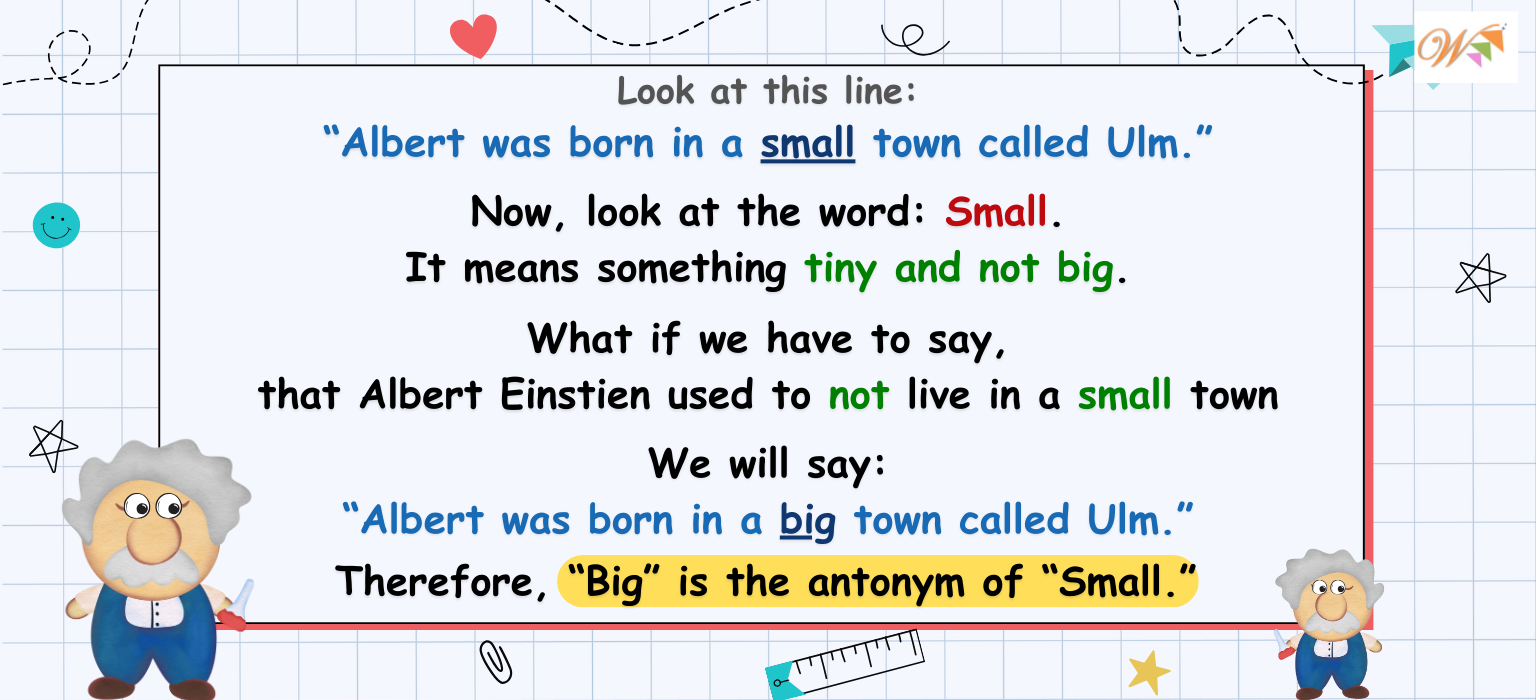 Look at this line:
“Albert was born in a small town called Ulm.”
Now, look at the word: Small.
It means something tiny and not big.
What if we have to say,
that Albert Einstien used to not live in a small town
We will say:
“Albert was born in a big town called Ulm.”
Therefore, “Big” is the antonym of “Small.”
W